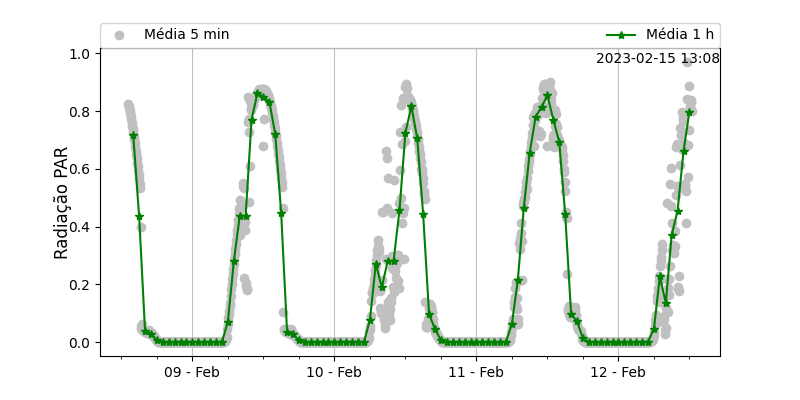 Média 5 min
Média 1 h
2023-02-15 13:08
Radiação PAR
1.0
0.8
0.6
0.4
0.2
0.0
09 - Feb
10 - Feb
11 - Feb
12 - Feb